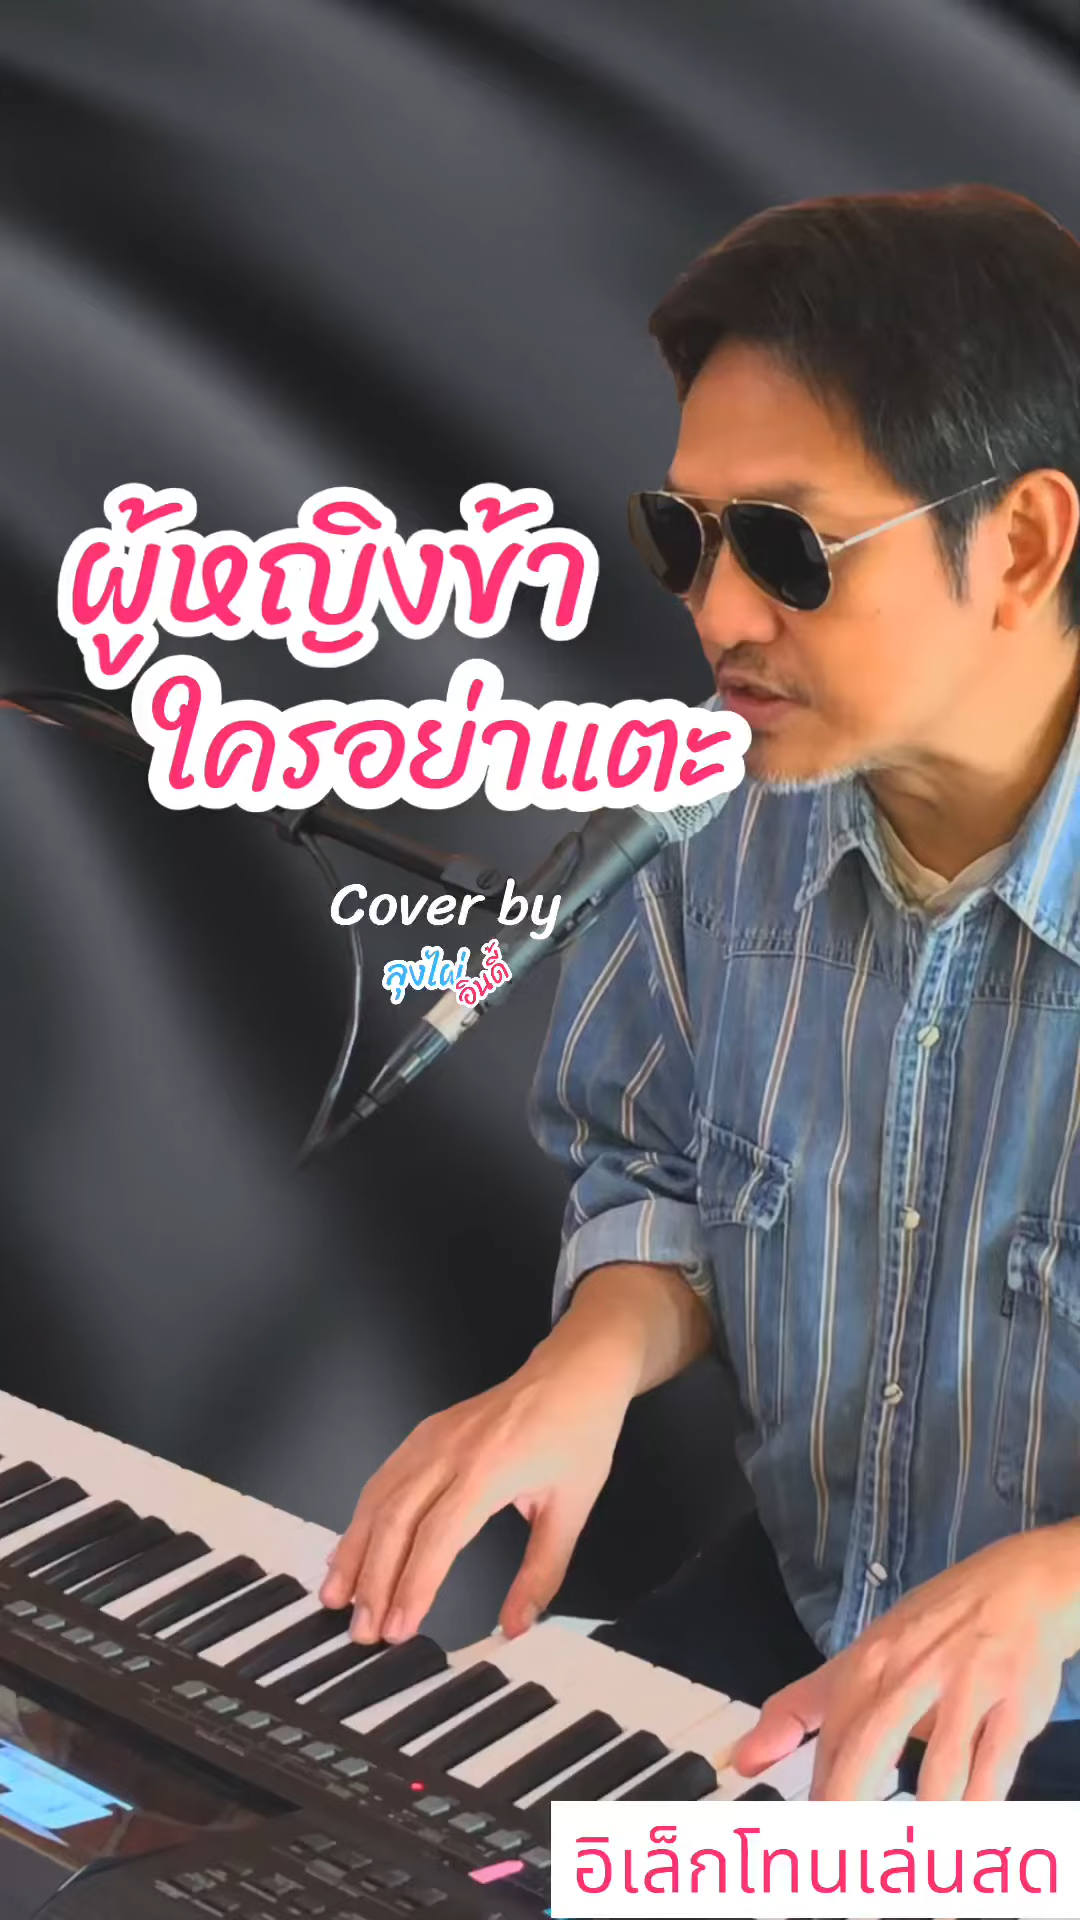 ผู้หญิงข้า
ใครอย่าแตะ
Cover by
ลุงไผ่
อินดี้
อิเล็กโทนเล่นสด